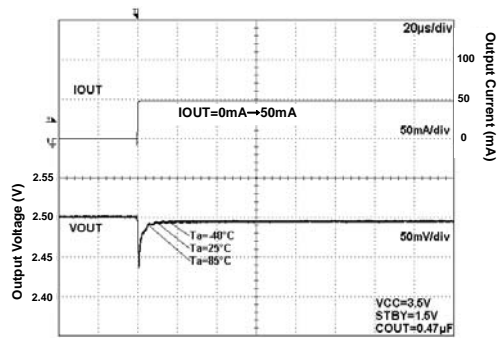 20µs/div
100
IOUT
50
IOUT=0mA→50mA
50mA/div
0
Output Current (mA)
2.55
2.50
VOUT
Ta=-40°C
50mV/div
Ta=25°C
2.45
Ta=85°C
2.40
Output Voltage (V)
VCC=3.5V
STBY=1.5V
COUT=0.47µF